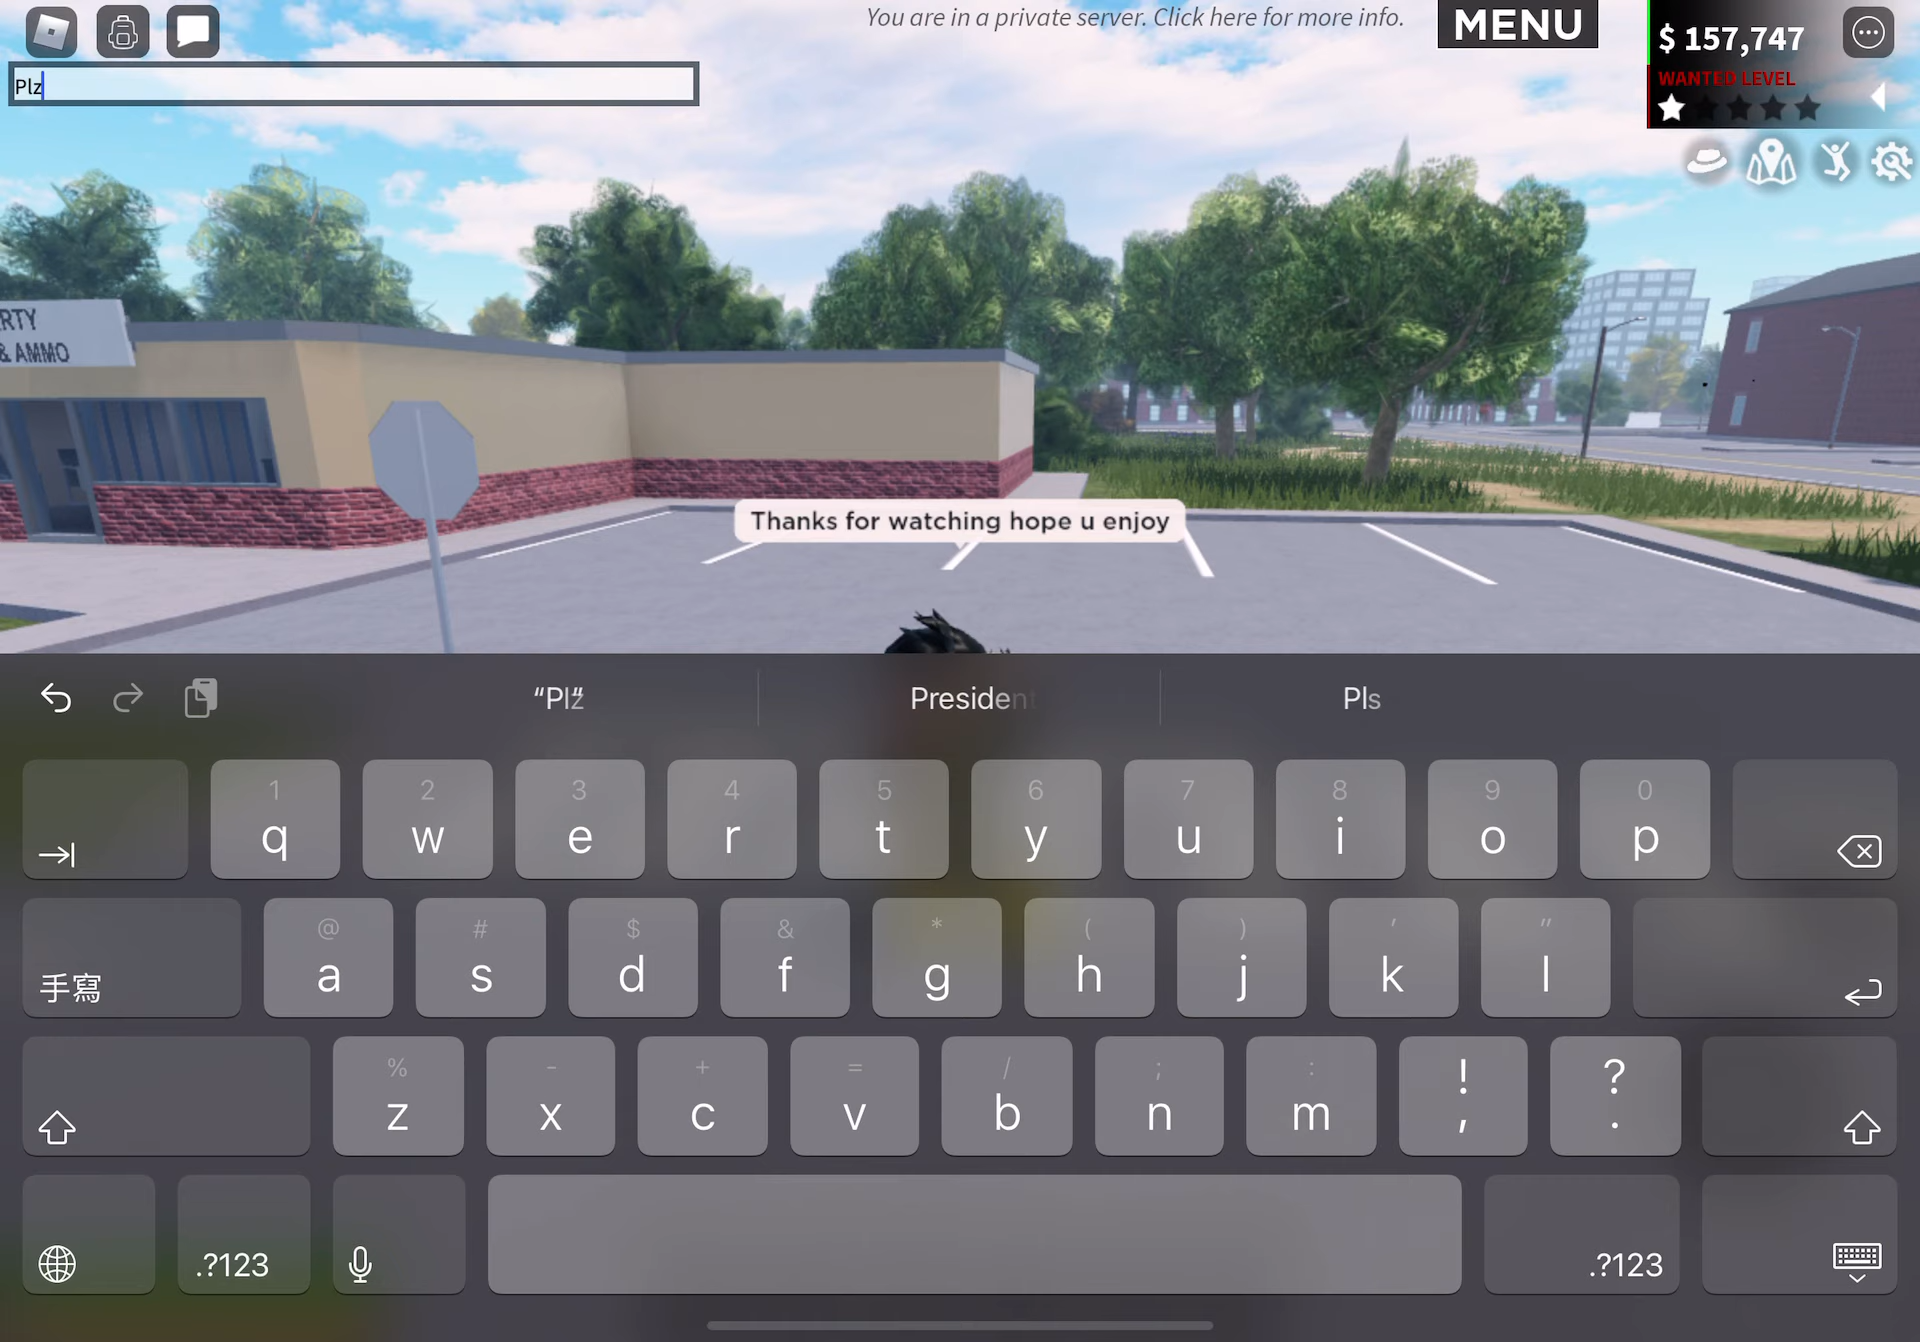 You are in a private server. Click here for more info.
MENU
$ 157,747
WANTED LEVEL
Plz
RTY
& AMMO
Thanks for watching hope u enjoy
“Plz”
President
Pls
1 2 3 4 5 6 7 8 9 0
q w e r t y u i o p
@ # $ & * ( ) ' "
手寫 a s d f g h j k l
% - + = / ; : ! ?
z x c v b n m , .
.?123 .?123